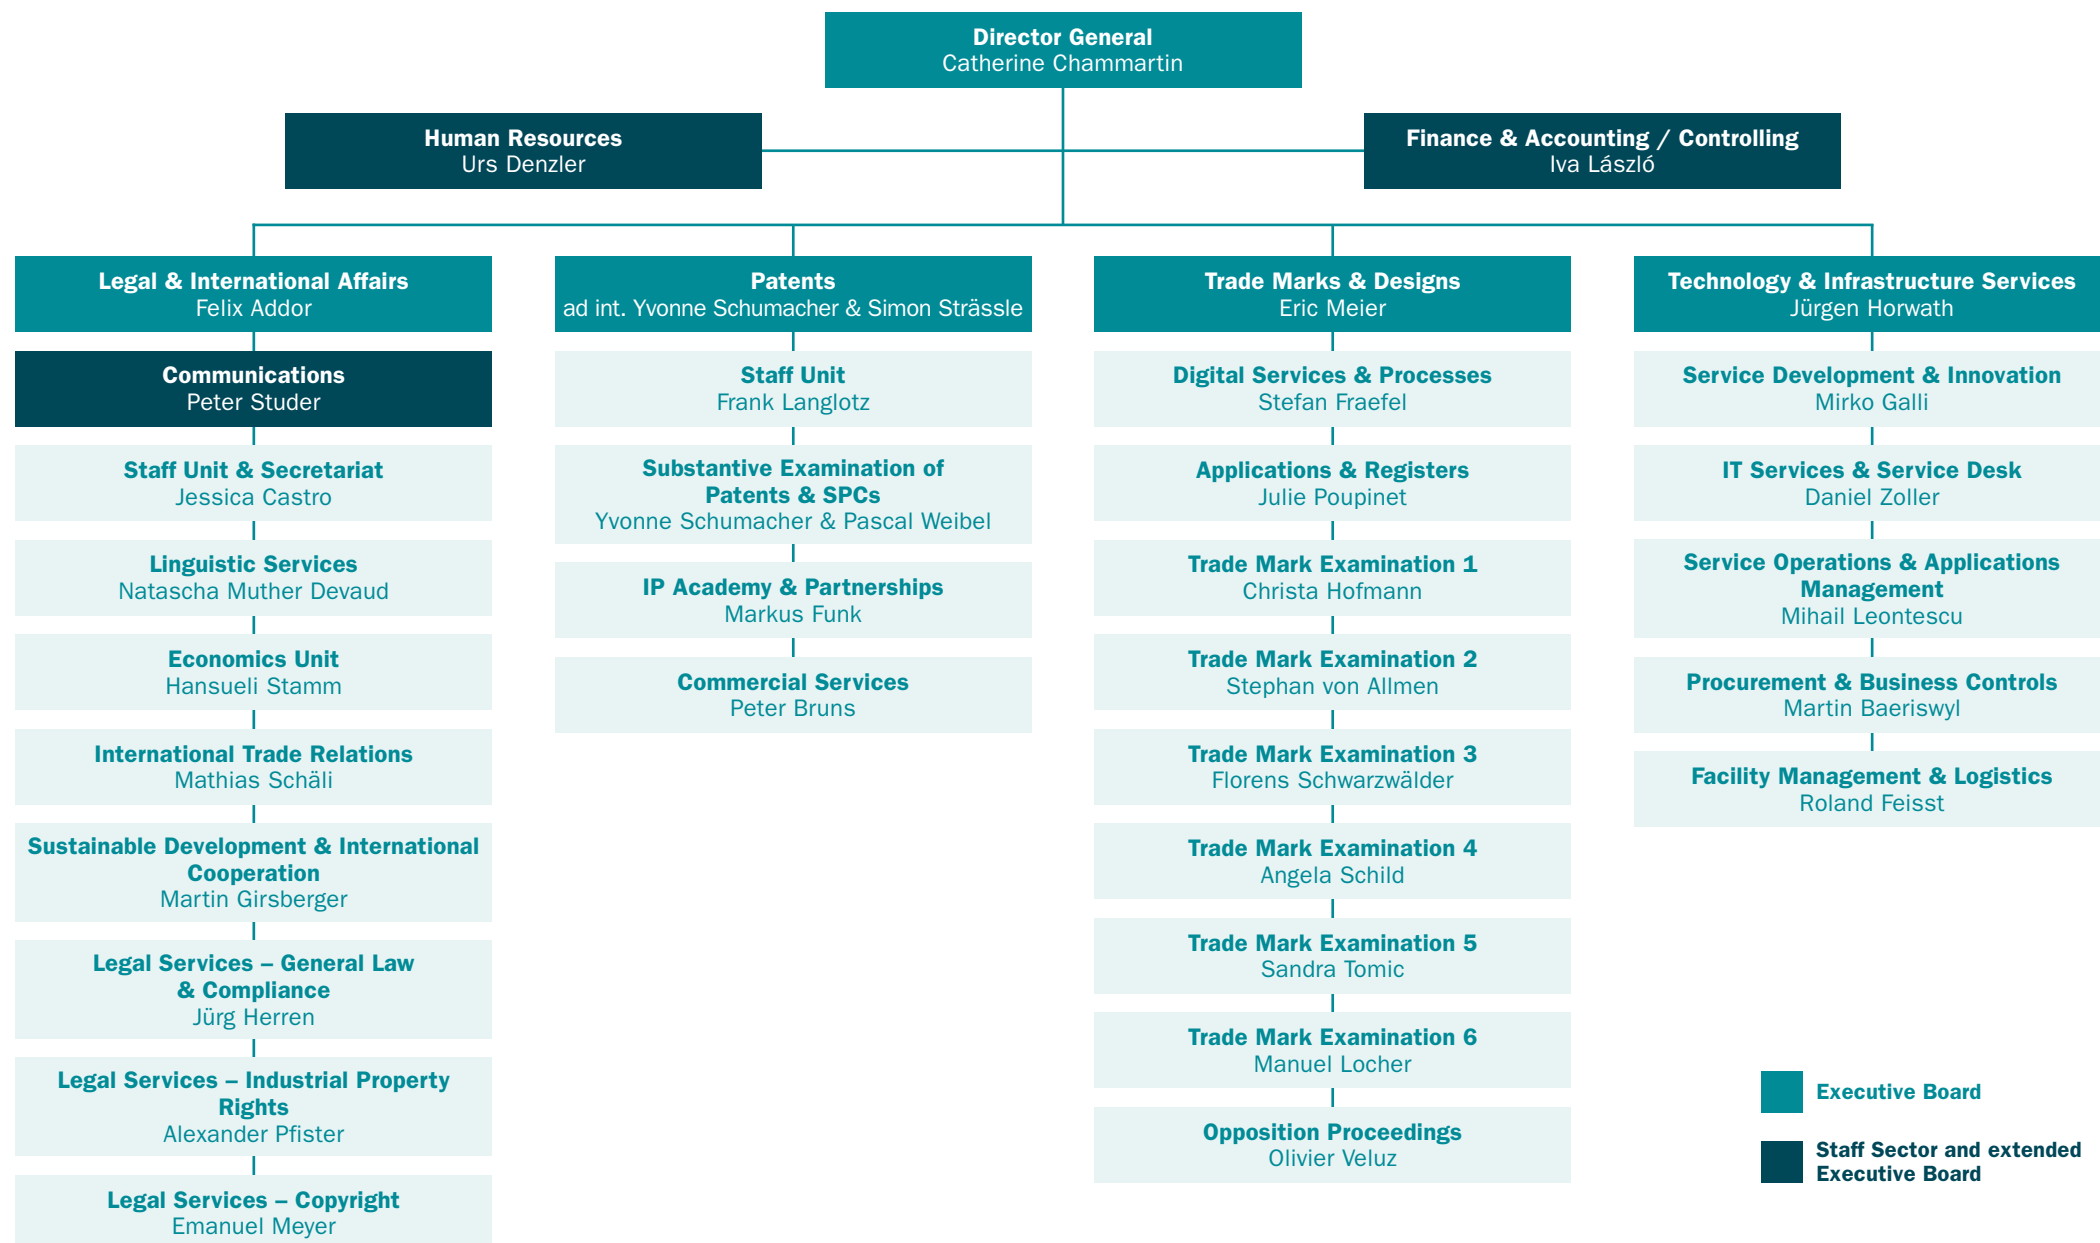 Director General
Catherine Chammartin
Human Resources
Urs Denzler
Finance & Accounting / Controlling
Iva László
Legal & International Affairs
Felix Addor
Communications
Peter Studer
Staff Unit & Secretariat
Jessica Castro
Linguistic Services
Natascha Muther Devaud
Economics Unit
Hansueli Stamm
International Trade Relations
Mathias Schäli
Sustainable Development & International
Cooperation
Martin Girsberger
Legal Services – General Law
& Compliance
Jürg Herren
Legal Services – Industrial Property
Rights
Alexander Pfister
Legal Services – Copyright
Emanuel Meyer
Patents
ad int. Yvonne Schumacher & Simon Strässle
Staff Unit
Frank Langlotz
Substantive Examination of
Patents & SPCs
Yvonne Schumacher & Pascal Weibel
IP Academy & Partnerships
Markus Funk
Commercial Services
Peter Bruns
Trade Marks & Designs
Eric Meier
Digital Services & Processes
Stefan Fraefel
Applications & Registers
Julie Poupinet
Trade Mark Examination 1
Christa Hofmann
Trade Mark Examination 2
Stephan von Allmen
Trade Mark Examination 3
Florens Schwarzwälder
Trade Mark Examination 4
Angela Schild
Trade Mark Examination 5
Sandra Tomic
Trade Mark Examination 6
Manuel Locher
Opposition Proceedings
Olivier Veluz
Technology & Infrastructure Services
Jürgen Horwath
Service Development & Innovation
Mirko Galli
IT Services & Service Desk
Daniel Zoller
Service Operations & Applications
Management
Mihail Leontescu
Procurement & Business Controls
Martin Baeriswyl
Facility Management & Logistics
Roland Feisst
Executive Board
Staff Sector and extended
Executive Board